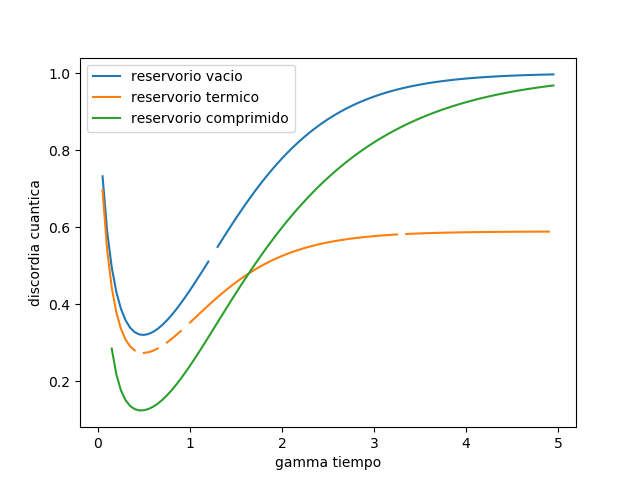 reservorio vacio
reservorio termico
reservorio comprimido
1.0
0.8
0.6
0.4
0.2
discordia cuantica
0 1 2 3 4 5
gamma tiempo